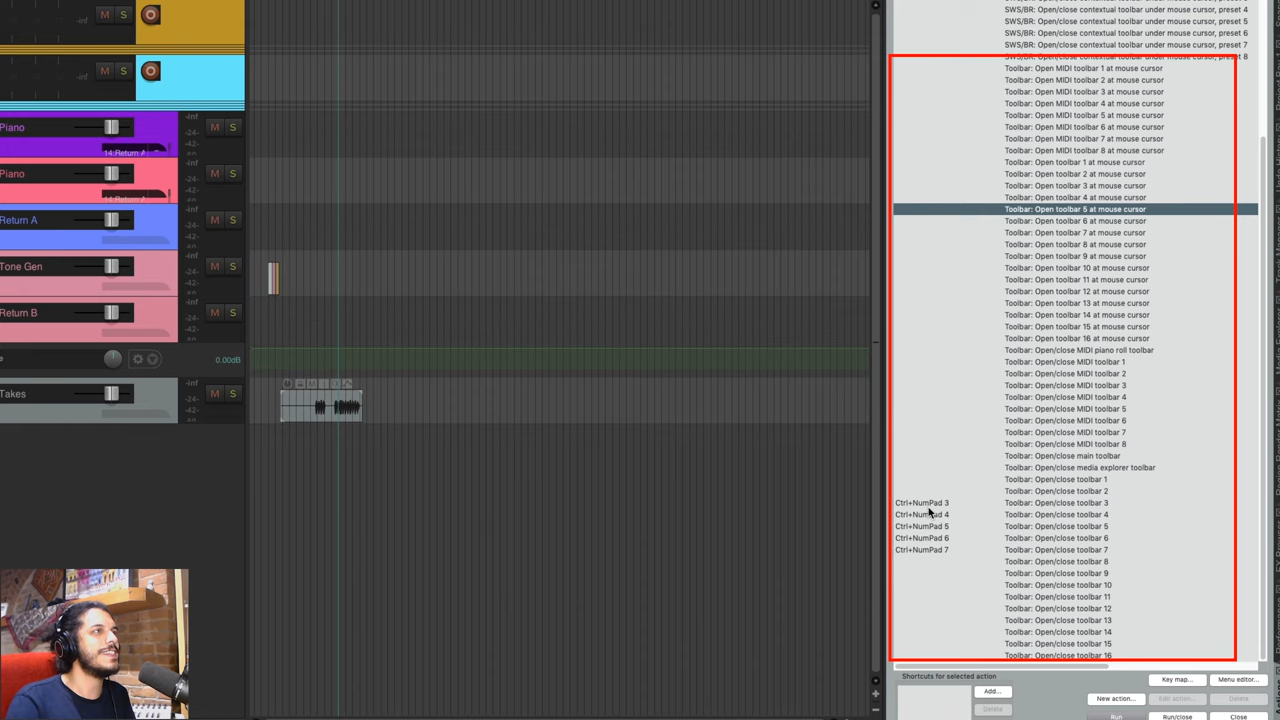 M S
-inf
M S
-inf
Piano
-inf
-24-
-42-
M S
14:Return A
Piano
-inf
-24-
-42-
M S
14:Return A
Return A
-inf
-24-
-42-
M S
Tone Gen
-inf
-24-
-42-
M S
Return B
-inf
-24-
-42-
M S
0.00dB
Takes
-inf
-24-
-42-
M S
M
SWS/BR: Open/close contextual toolbar under mouse cursor, preset 4
SWS/BR: Open/close contextual toolbar under mouse cursor, preset 5
SWS/BR: Open/close contextual toolbar under mouse cursor, preset 6
SWS/BR: Open/close contextual toolbar under mouse cursor, preset 7
SWS/BR: Open/close contextual toolbar under mouse cursor, preset 8
Toolbar: Open MIDI toolbar 1 at mouse cursor
Toolbar: Open MIDI toolbar 2 at mouse cursor
Toolbar: Open MIDI toolbar 3 at mouse cursor
Toolbar: Open MIDI toolbar 4 at mouse cursor
Toolbar: Open MIDI toolbar 5 at mouse cursor
Toolbar: Open MIDI toolbar 6 at mouse cursor
Toolbar: Open MIDI toolbar 7 at mouse cursor
Toolbar: Open MIDI toolbar 8 at mouse cursor
Toolbar: Open toolbar 1 at mouse cursor
Toolbar: Open toolbar 2 at mouse cursor
Toolbar: Open toolbar 3 at mouse cursor
Toolbar: Open toolbar 4 at mouse cursor
Toolbar: Open toolbar 5 at mouse cursor
Toolbar: Open toolbar 6 at mouse cursor
Toolbar: Open toolbar 7 at mouse cursor
Toolbar: Open toolbar 8 at mouse cursor
Toolbar: Open toolbar 9 at mouse cursor
Toolbar: Open toolbar 10 at mouse cursor
Toolbar: Open toolbar 11 at mouse cursor
Toolbar: Open toolbar 12 at mouse cursor
Toolbar: Open toolbar 13 at mouse cursor
Toolbar: Open toolbar 14 at mouse cursor
Toolbar: Open toolbar 15 at mouse cursor
Toolbar: Open toolbar 16 at mouse cursor
Toolbar: Open/close MIDI piano roll toolbar
Toolbar: Open/close MIDI toolbar 1
Toolbar: Open/close MIDI toolbar 2
Toolbar: Open/close MIDI toolbar 3
Toolbar: Open/close MIDI toolbar 4
Toolbar: Open/close MIDI toolbar 5
Toolbar: Open/close MIDI toolbar 6
Toolbar: Open/close MIDI toolbar 7
Toolbar: Open/close MIDI toolbar 8
Toolbar: Open/close main toolbar
Toolbar: Open/close media explorer toolbar
Toolbar: Open/close toolbar 1
Toolbar: Open/close toolbar 2
Ctrl+NumPad 3 Toolbar: Open/close toolbar 3
Ctrl+NumPad 4 Toolbar: Open/close toolbar 4
Ctrl+NumPad 5 Toolbar: Open/close toolbar 5
Ctrl+NumPad 6 Toolbar: Open/close toolbar 6
Ctrl+NumPad 7 Toolbar: Open/close toolbar 7
Toolbar: Open/close toolbar 8
Toolbar: Open/close toolbar 9
Toolbar: Open/close toolbar 10
Toolbar: Open/close toolbar 11
Toolbar: Open/close toolbar 12
Toolbar: Open/close toolbar 13
Toolbar: Open/close toolbar 14
Toolbar: Open/close toolbar 15
Toolbar: Open/close toolbar 16
Shortcuts for selected action
Key map... Menu editor...
Add...
New action... Edit action... Delete
Delete
Run Run/close Close